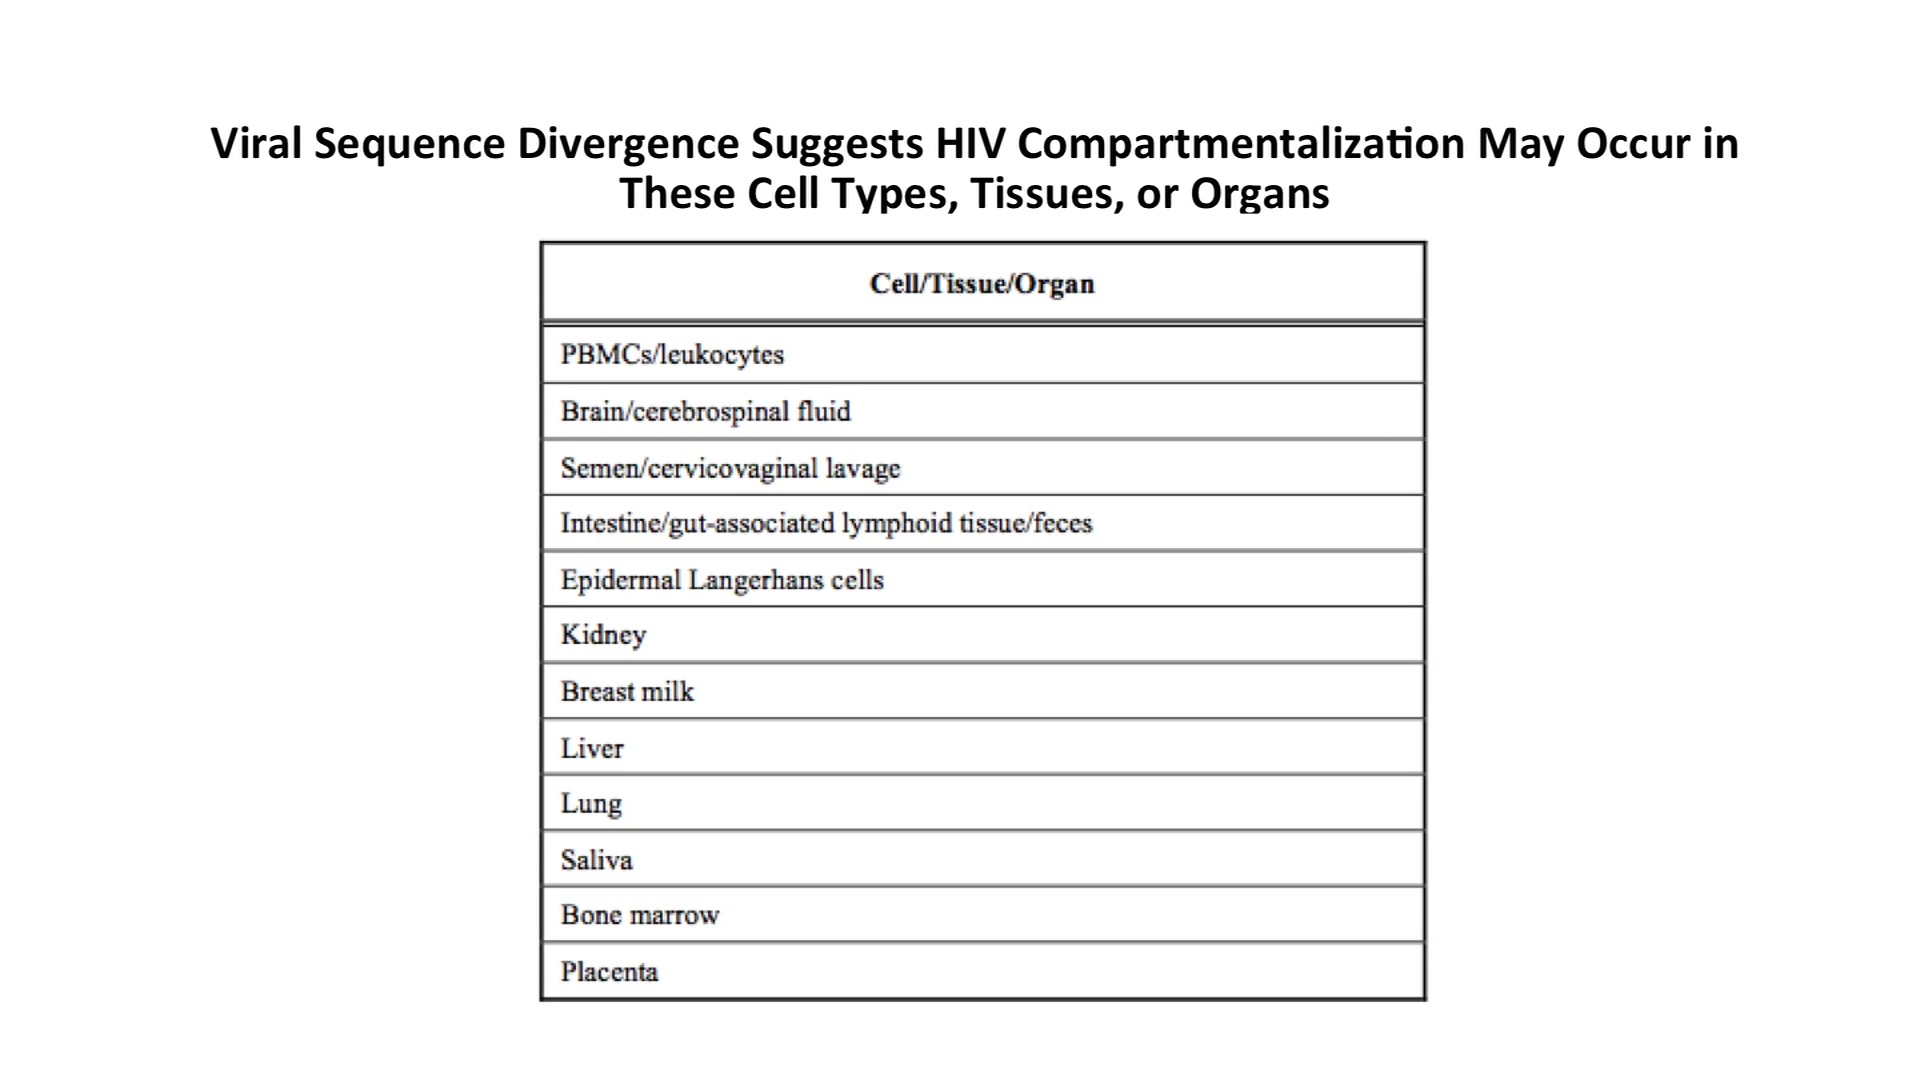 Viral Sequence Divergence Suggests HIV Compartmentalization May Occur in
These Cell Types, Tissues, or Organs
Cell/Tissue/Organ
PBMCs/leukocytes
Brain/cerebrospinal fluid
Semen/cervicovaginal lavage
Intestine/gut-associated lymphoid tissue/feces
Epidermal Langerhans cells
Kidney
Breast milk
Liver
Lung
Saliva
Bone marrow
Placenta